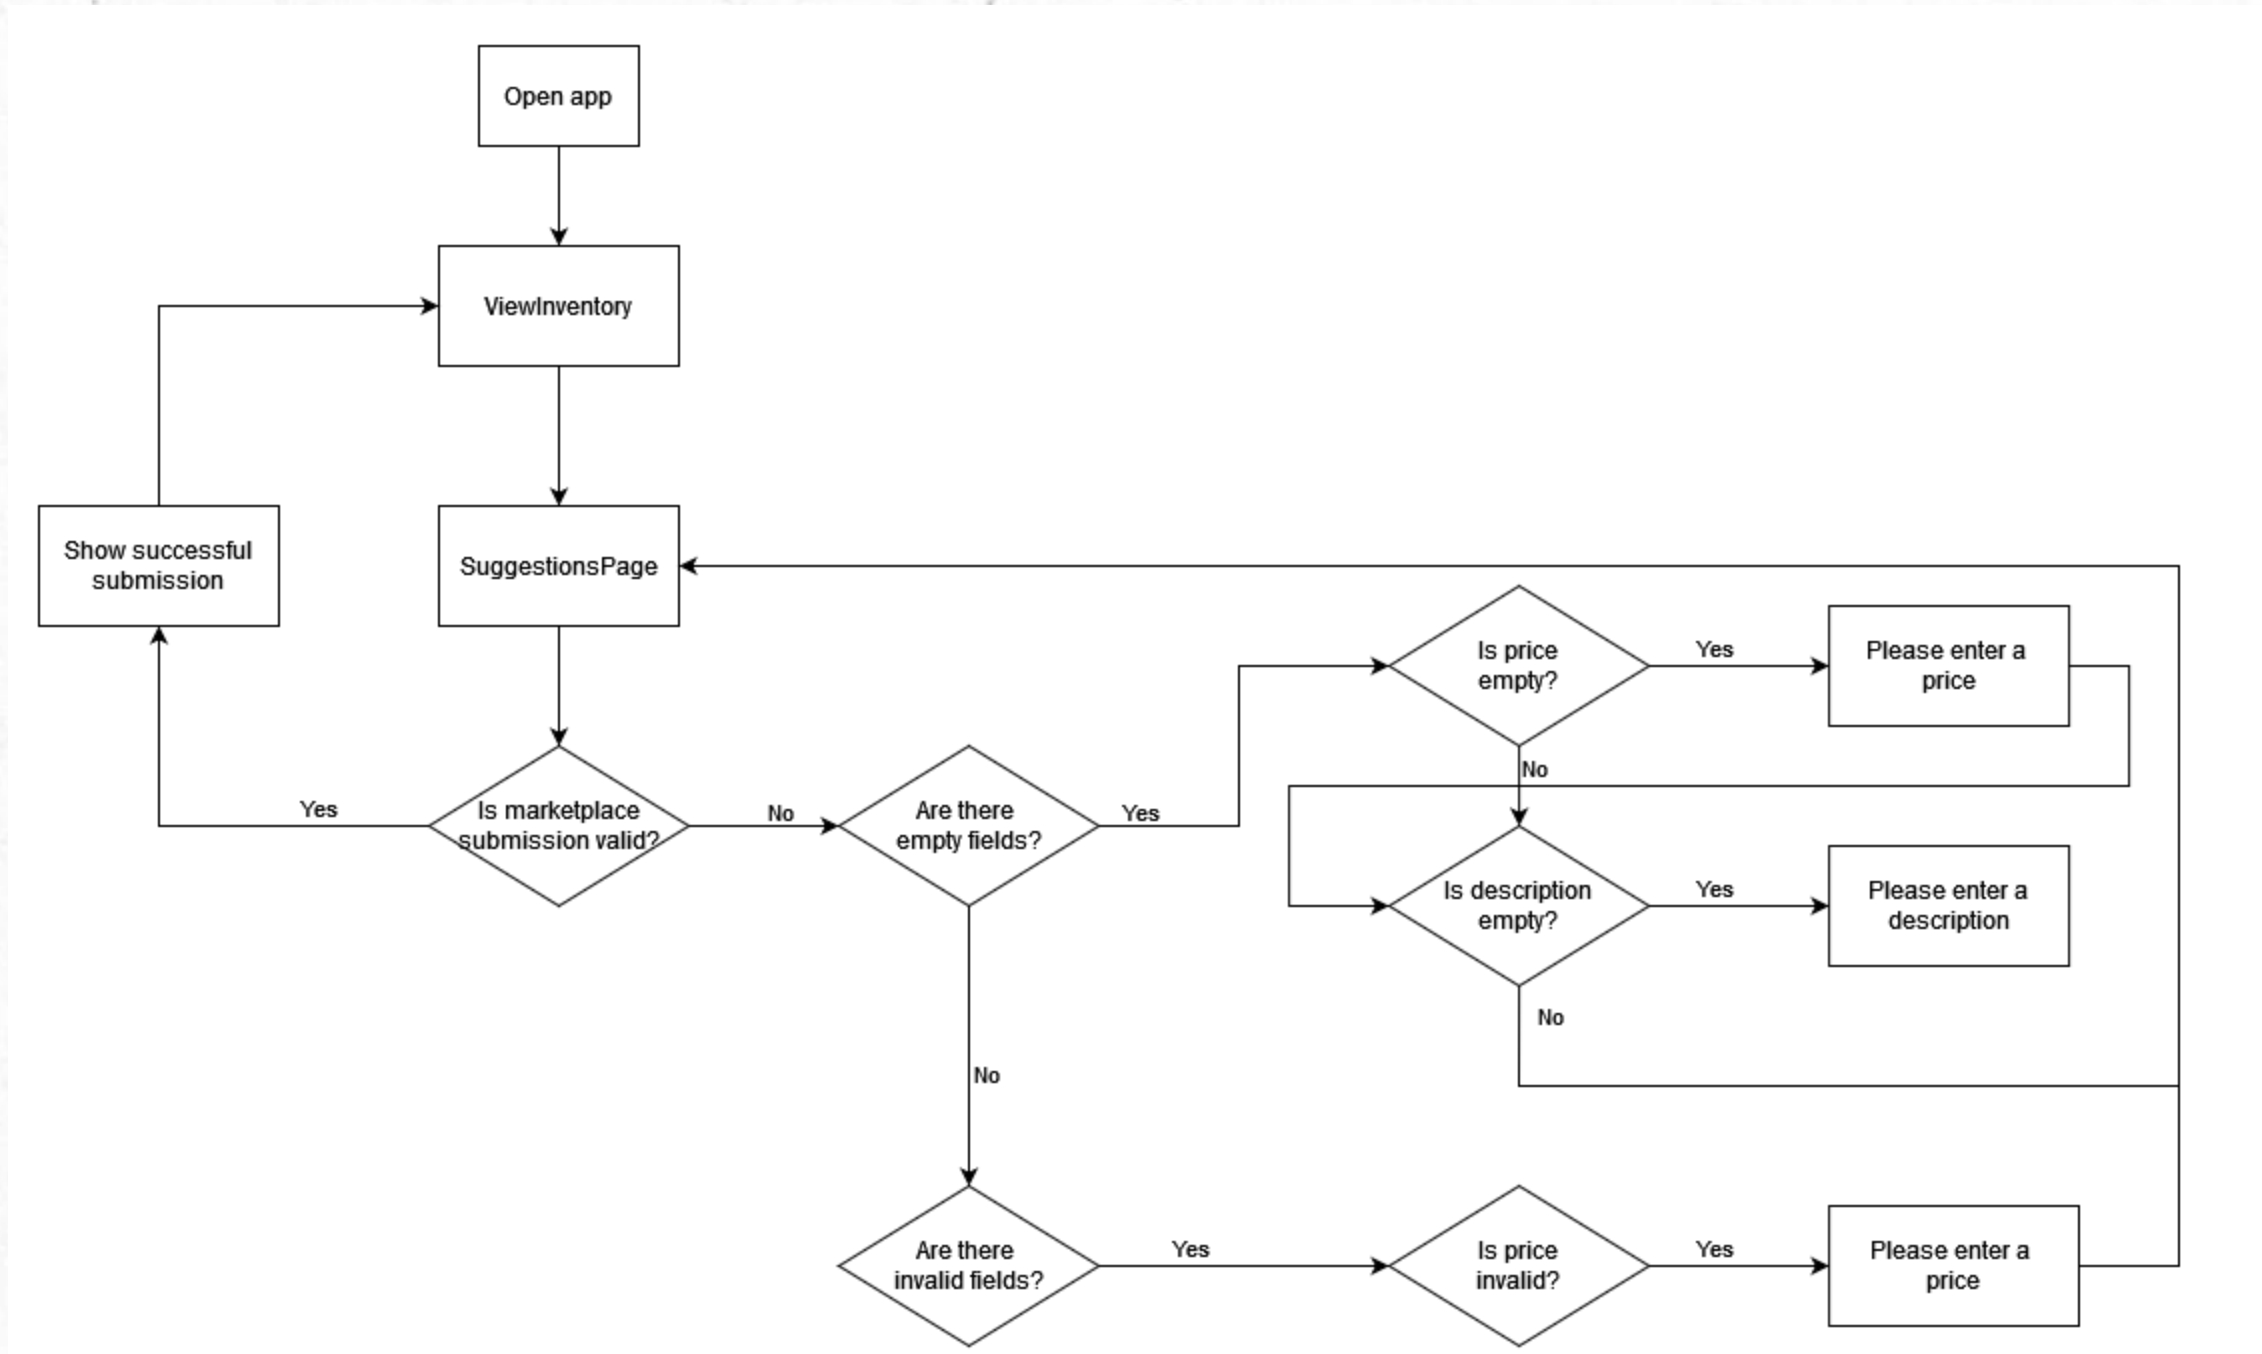 Open app
ViewInventory
Show successful
submission
SuggestionsPage
Is price
empty?
Yes
Please enter a
price
No
Yes
Is marketplace
submission valid?
No
Are there
empty fields?
Yes
Is description
empty?
Yes
Please enter a
description
No
No
Are there
invalid fields?
Yes
Is price
invalid?
Yes
Please enter a
price